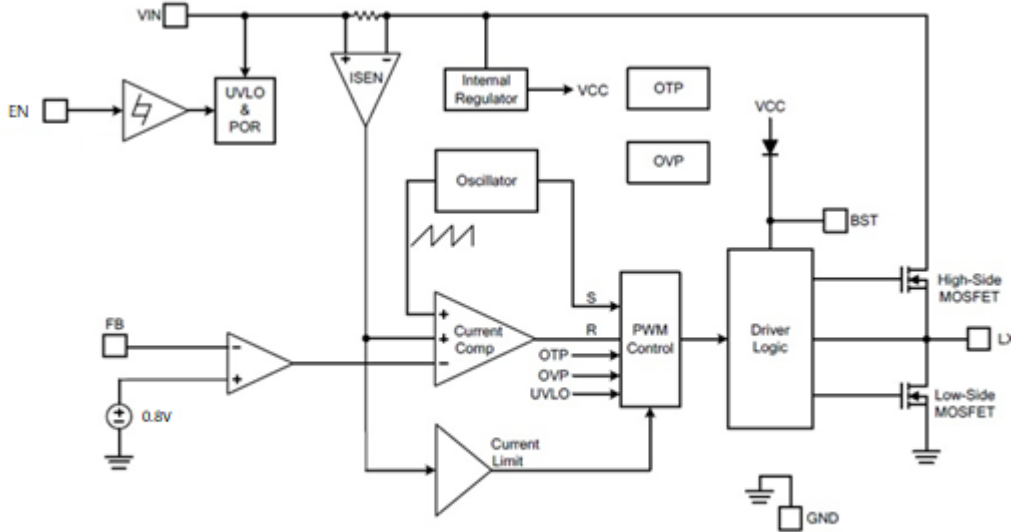 VIN
+ -
ISEN
Internal
Regulator
VCC
OTP
EN
UVLO
&
POR
VCC
OVP
Oscillator
BST
High-Side
MOSFET
S
FB
+
+
-
Current
Comp
R
PWM
Control
Driver
Logic
LX
-
+
OTP
OVP
UVLO
Low-Side
MOSFET
0.8V
Current
Limit
GND